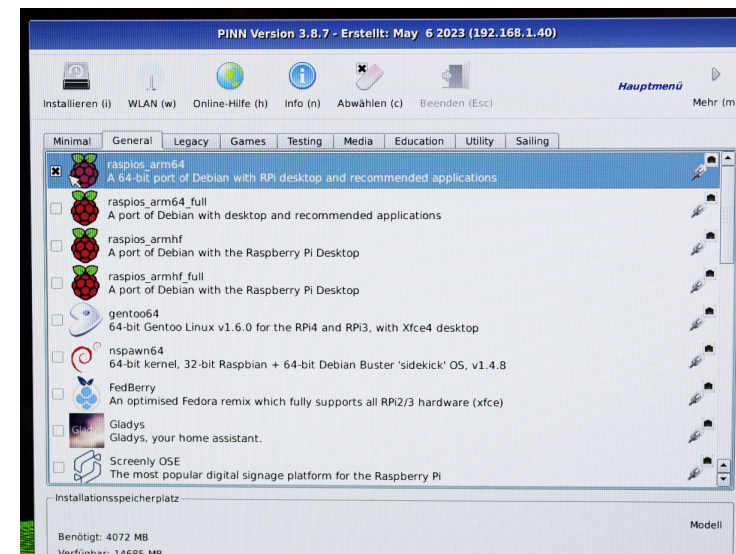 PINN Version 3.8.7 - Erstellt: May 6 2023 (192.168.1.40)
Installieren (i) WLAN (w) Online-Hilfe (h) Info (n) Abwählen (c) Beenden (Esc) Hauptmenü Mehr (m
Minimal General Legacy Games Testing Media Education Utility Sailing
raspios_arm64
A 64-bit port of Debian with RPi desktop and recommended applications
raspios_arm64_full
A port of Debian with desktop and recommended applications
raspios_armhf
A port of Debian with the Raspberry Pi Desktop
raspios_armhf_full
A port of Debian with the Raspberry Pi Desktop
gentoo64
64-bit Gentoo Linux v1.6.0 for the RPi4 and RPi3, with Xfce4 desktop
nspawn64
64-bit kernel, 32-bit Raspbian + 64-bit Debian Buster 'sidekick' OS, v1.4.8
FedBerry
An optimised Fedora remix which fully supports all RPi2/3 hardware (xfce)
Gladys
Gladys, your home assistant.
Screenly OSE
The most popular digital signage platform for the Raspberry Pi
Installationsspeicherplatz
Modell
Benötigt: 4072 MB
Verfügbar: 14685 MB